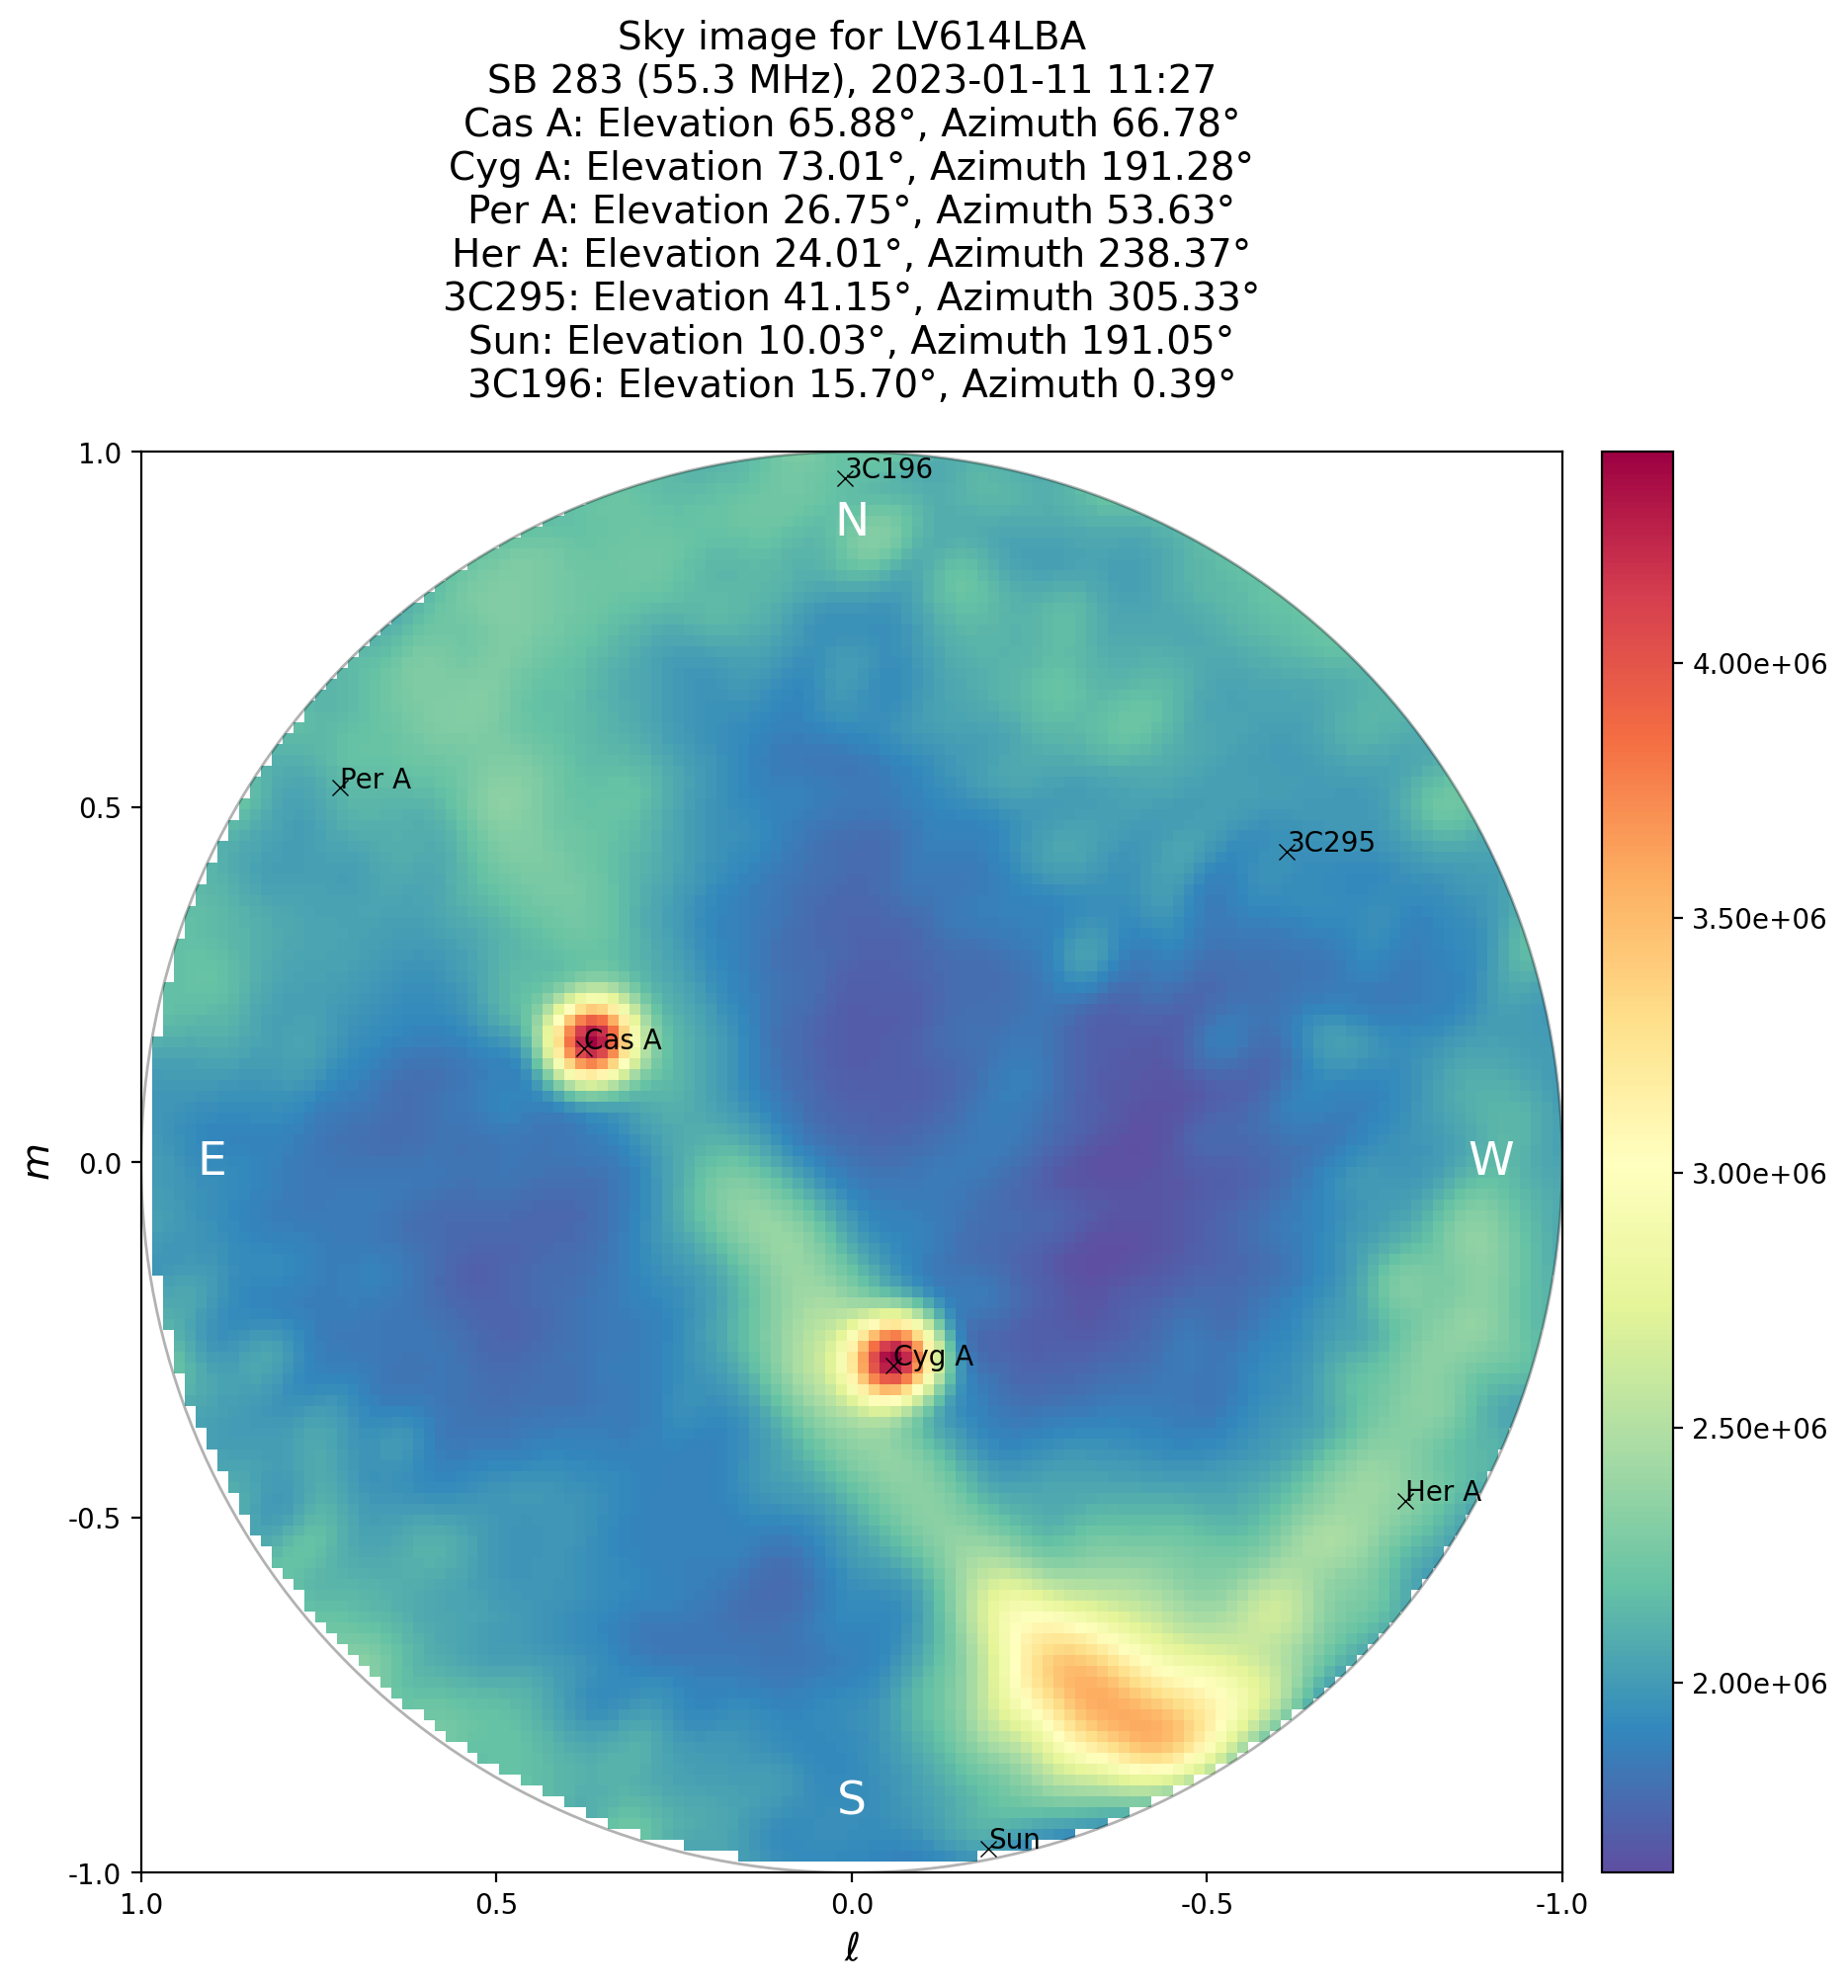 Sky image for LV614LBA
SB 283 (55.3 MHz), 2023-01-11 11:27
Cas A: Elevation 65.88°, Azimuth 66.78°
Cyg A: Elevation 73.01°, Azimuth 191.28°
Per A: Elevation 26.75°, Azimuth 53.63°
Her A: Elevation 24.01°, Azimuth 238.37°
3C295: Elevation 41.15°, Azimuth 305.33°
Sun: Elevation 10.03°, Azimuth 191.05°
3C196: Elevation 15.70°, Azimuth 0.39°
1.0
3C196
N
4.00e+06
Per A
0.5
3C295
3.50e+06
Cas A
E
W
m
0.0
3.00e+06
Cyg A
2.50e+06
Her A
-0.5
2.00e+06
S
Sun
-1.0
1.0 0.5 0.0 -0.5 -1.0
ℓ